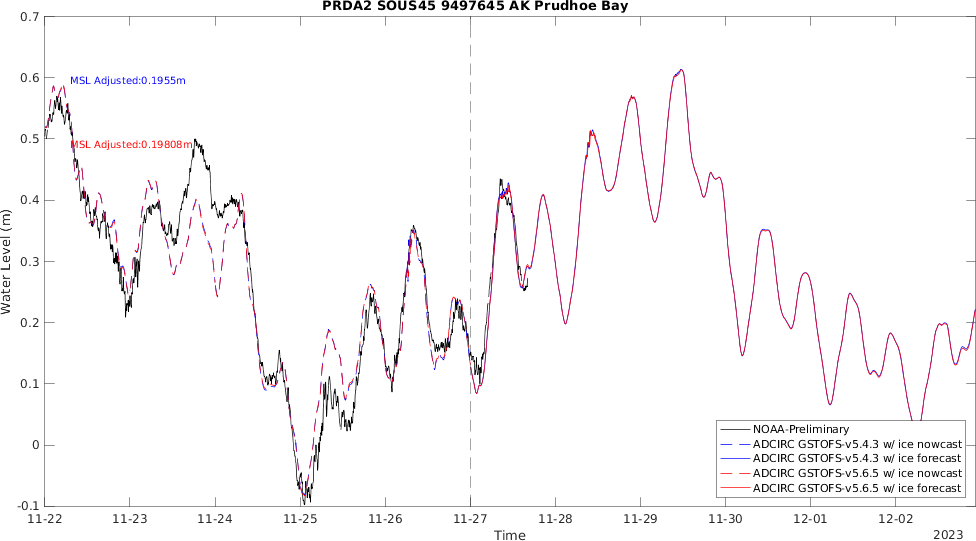 PRDA2 SOUS45 9497645 AK Prudhoe Bay
0.7
0.6
0.5
0.4
0.3
0.2
0.1
0
-0.1
Water Level (m)
MSL Adjusted:0.1955m
MSL Adjusted:0.19808m
NOAA-Preliminary
ADCIRC GSTOFS-v5.4.3 w/ ice nowcast
ADCIRC GSTOFS-v5.4.3 w/ ice forecast
ADCIRC GSTOFS-v5.6.5 w/ ice nowcast
ADCIRC GSTOFS-v5.6.5 w/ ice forecast
11-22 11-23 11-24 11-25 11-26 11-27 11-28 11-29 11-30 12-01 12-02
Time
2023